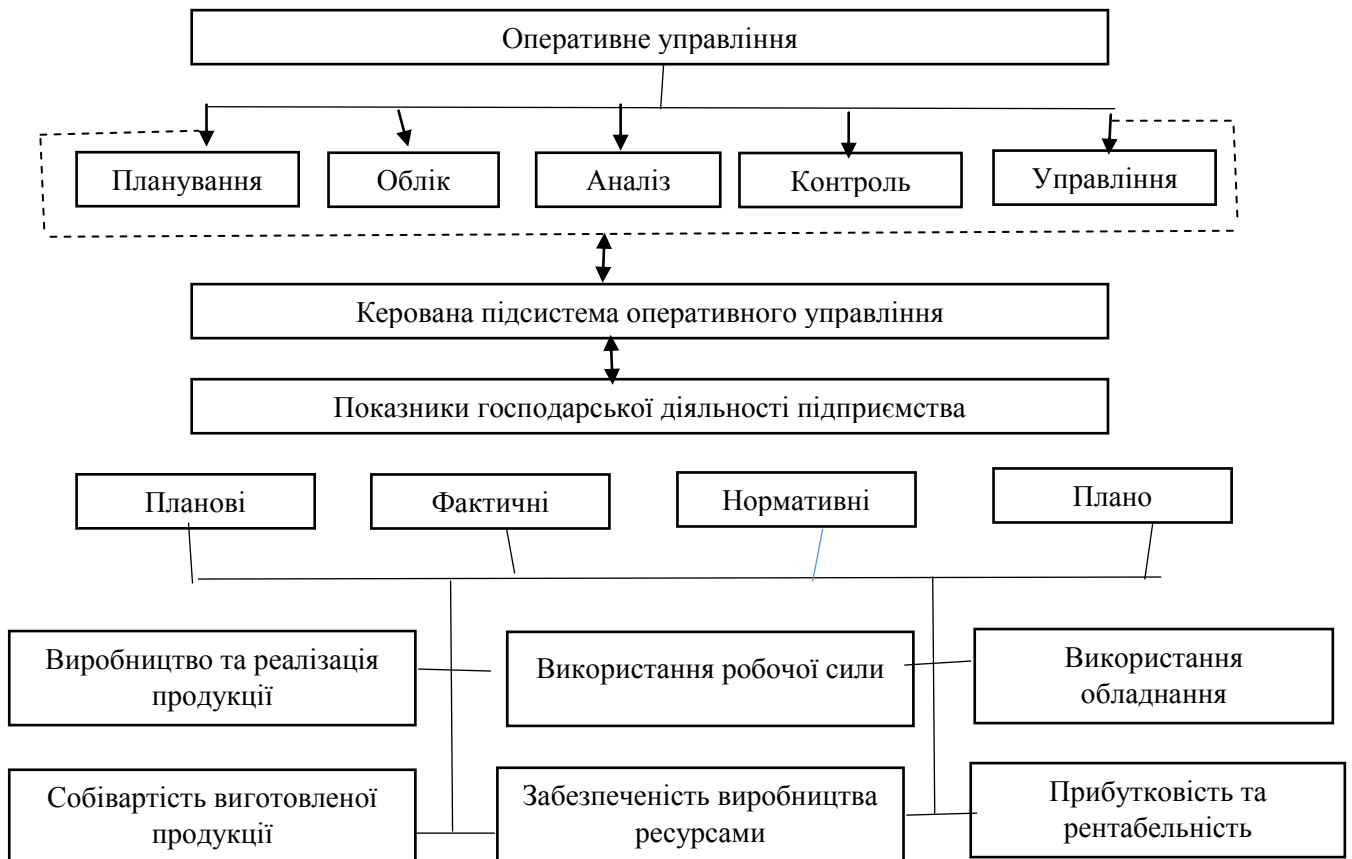 Оперативне управління
Планування
Облік
Аналіз
Контроль
Управління
Керована підсистема оперативного управління
Показники господарської діяльності підприємства
Планові
Фактичні
Нормативні
Плано
Виробництво та реалізація
продукції
Використання робочої сили
Використання
обладнання
Собівартість виготовленої
продукції
Забезпеченість виробництва
ресурсами
Прибутковість та
рентабельність